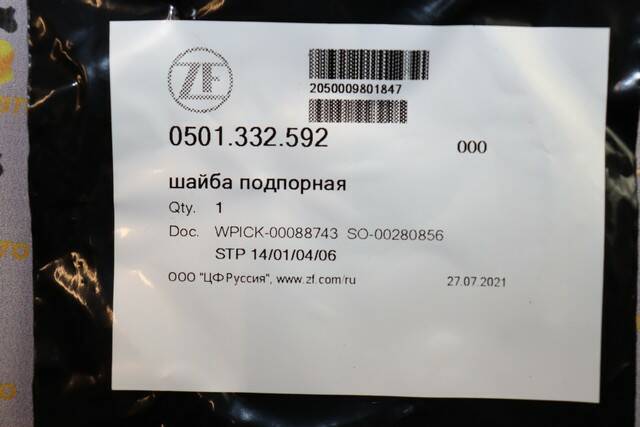 ZF
2050009801847
0501.332.592
000
шайба подпорная
Qty. 1
Doc. WPICK-00088743 SO-00280856
STP 14/01/04/06
ООО "ЦФ Руссия", www.zf.com/ru
27.07.2021